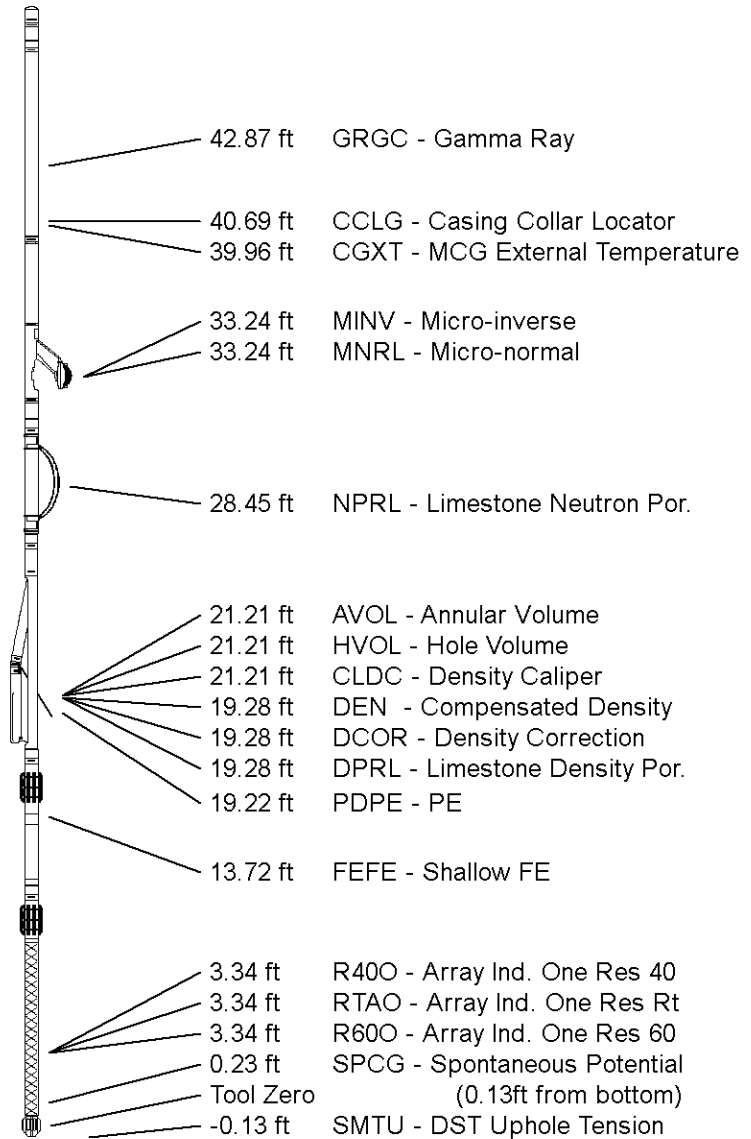 42.87 ft GRGC - Gamma Ray
40.69 ft CCLG - Casing Collar Locator
39.96 ft CGXT - MCG External Temperature
33.24 ft MINV - Micro-inverse
33.24 ft MNRL - Micro-normal
28.45 ft NPRL - Limestone Neutron Por.
21.21 ft AVOL - Annular Volume
21.21 ft HVOL - Hole Volume
21.21 ft CLDC - Density Caliper
19.28 ft DEN - Compensated Density
19.28 ft DCOR - Density Correction
19.28 ft DPRL - Limestone Density Por.
19.22 ft PDPE - PE
13.72 ft FEFE - Shallow FE
3.34 ft R40O - Array Ind. One Res 40
3.34 ft RTAO - Array Ind. One Res Rt
3.34 ft R60O - Array Ind. One Res 60
0.23 ft SPCG - Spontaneous Potential
Tool Zero (0.13ft from bottom)
-0.13 ft SMTU - DST Uphole Tension